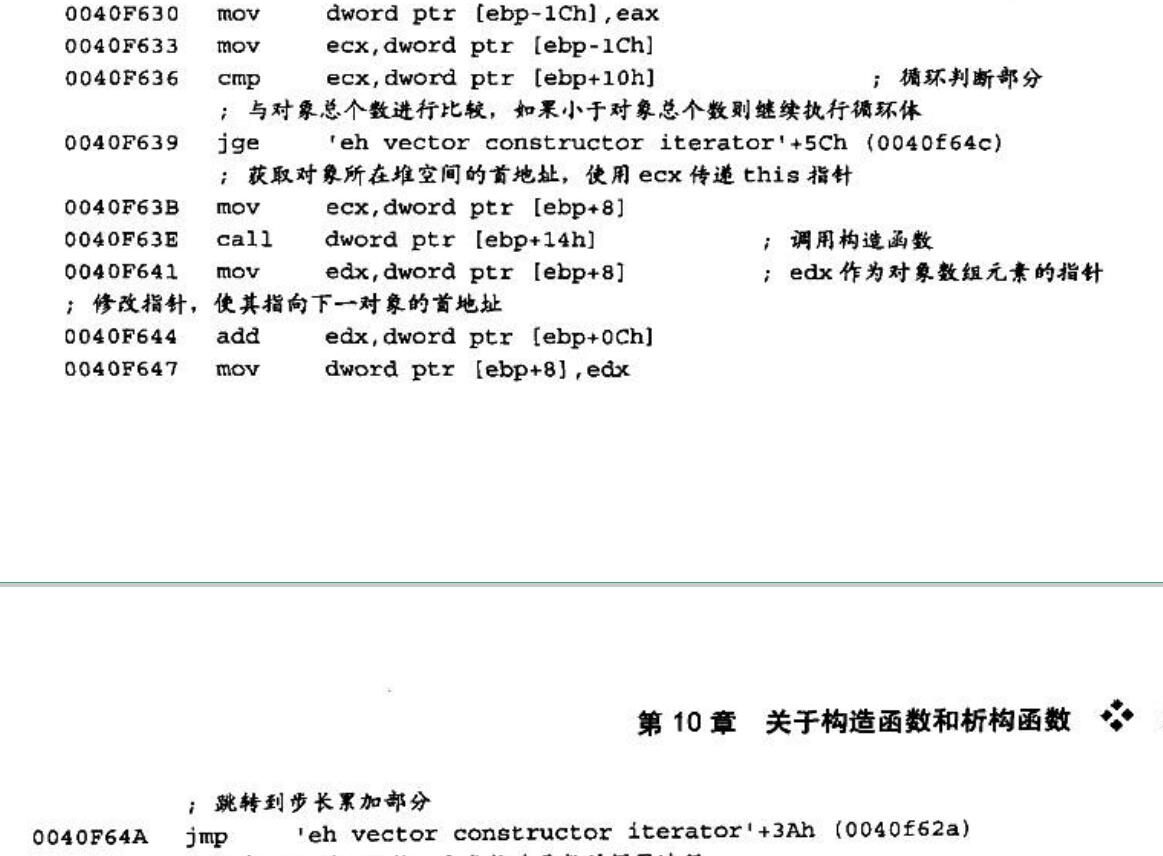 0040F630 mov dword ptr [ebp-1Ch],eax
0040F633 mov ecx,dword ptr [ebp-1Ch]
0040F636 cmp ecx,dword ptr [ebp+10h] ; 循环判断部分
; 与对象总个数进行比较，如果小于对象总个数则继续执行循环体
0040F639 jge 'eh vector constructor iterator'+5Ch (0040f64c)
; 获取对象所在堆空间的首地址，使用 ecx 传递 this 指针
0040F63B mov ecx,dword ptr [ebp+8]
0040F63E call dword ptr [ebp+14h] ; 调用构造函数
0040F641 mov edx,dword ptr [ebp+8] ; edx 作为对象数组元素的指针
; 修改指针，使其指向下一对象的首地址
0040F644 add edx,dword ptr [ebp+0Ch]
0040F647 mov dword ptr [ebp+8],edx
第 10 章 关于构造函数和析构函数
; 跳转到步长累加部分
0040F64A jmp 'eh vector constructor iterator'+3Ah (0040f62a)